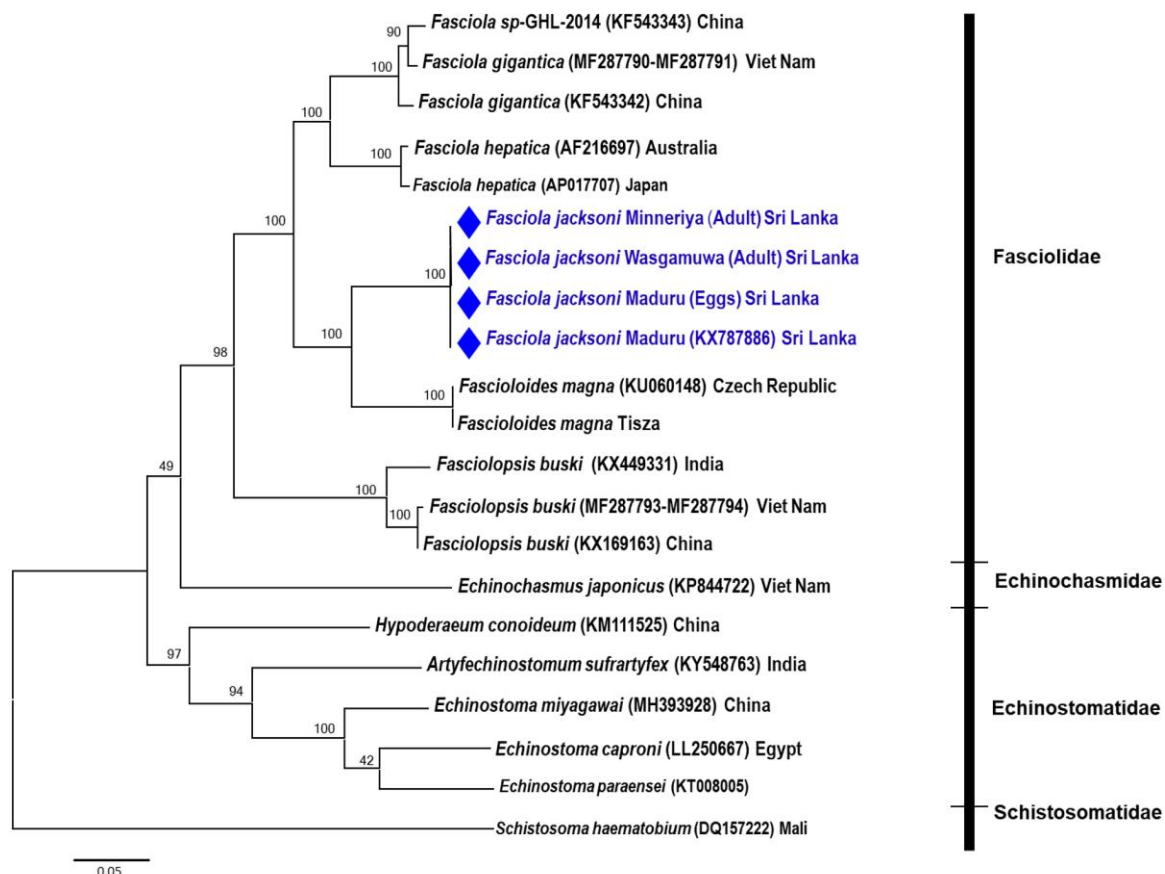 Fasciola sp-GHL-2014 (KF543343) China
90
Fasciola gigantica (MF287790-MF287791) Viet Nam
100
Fasciola gigantica (KF543342) China
100
Fasciola hepatica (AF216697) Australia
100
Fasciola hepatica (AP017707) Japan
100
Fasciola jacksoni Minneriya (Adult) Sri Lanka
Fasciola jacksoni Wasgamuwa (Adult) Sri Lanka
100
Fasciola jacksoni Maduru (Eggs) Sri Lanka
Fasciola jacksoni Maduru (KX787886) Sri Lanka
100
98
Fascioloides magna (KU060148) Czech Republic
100
Fascioloides magna Tisza
Fasciolopsis buski (KX449331) India
49
100
Fasciolopsis buski (MF287793-MF287794) Viet Nam
100
Fasciolopsis buski (KX169163) China
Echinochasmus japonicus (KP844722) Viet Nam
Hypoderaeum conoideum (KM111525) China
97
Artyfechinostomum sufrartyfex (KY548763) India
94
Echinostoma miyagawai (MH393928) China
100
Echinostoma caproni (LL250667) Egypt
42
Echinostoma paraensei (KT008005)
Schistosoma haematobium (DQ157222) Mali
0.05
Fasciolidae
Echinochasmidae
Echinostomatidae
Schistosomatidae